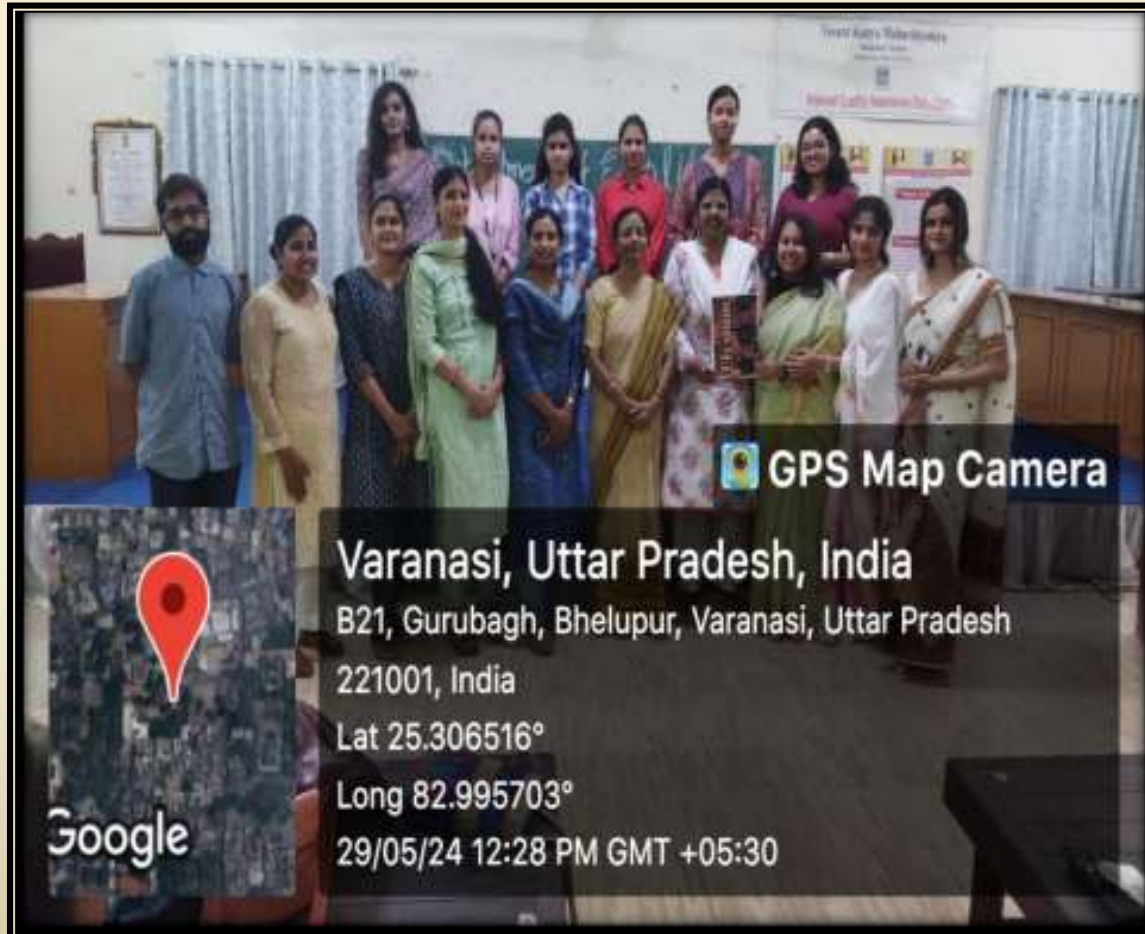 GPS Map Camera
Varanasi, Uttar Pradesh, India
B21, Gurubagh, Bhelupur, Varanasi, Uttar Pradesh
221001, India
Lat 25.306516°
Long 82.995703°
29/05/24 12:28 PM GMT +05:30
Google